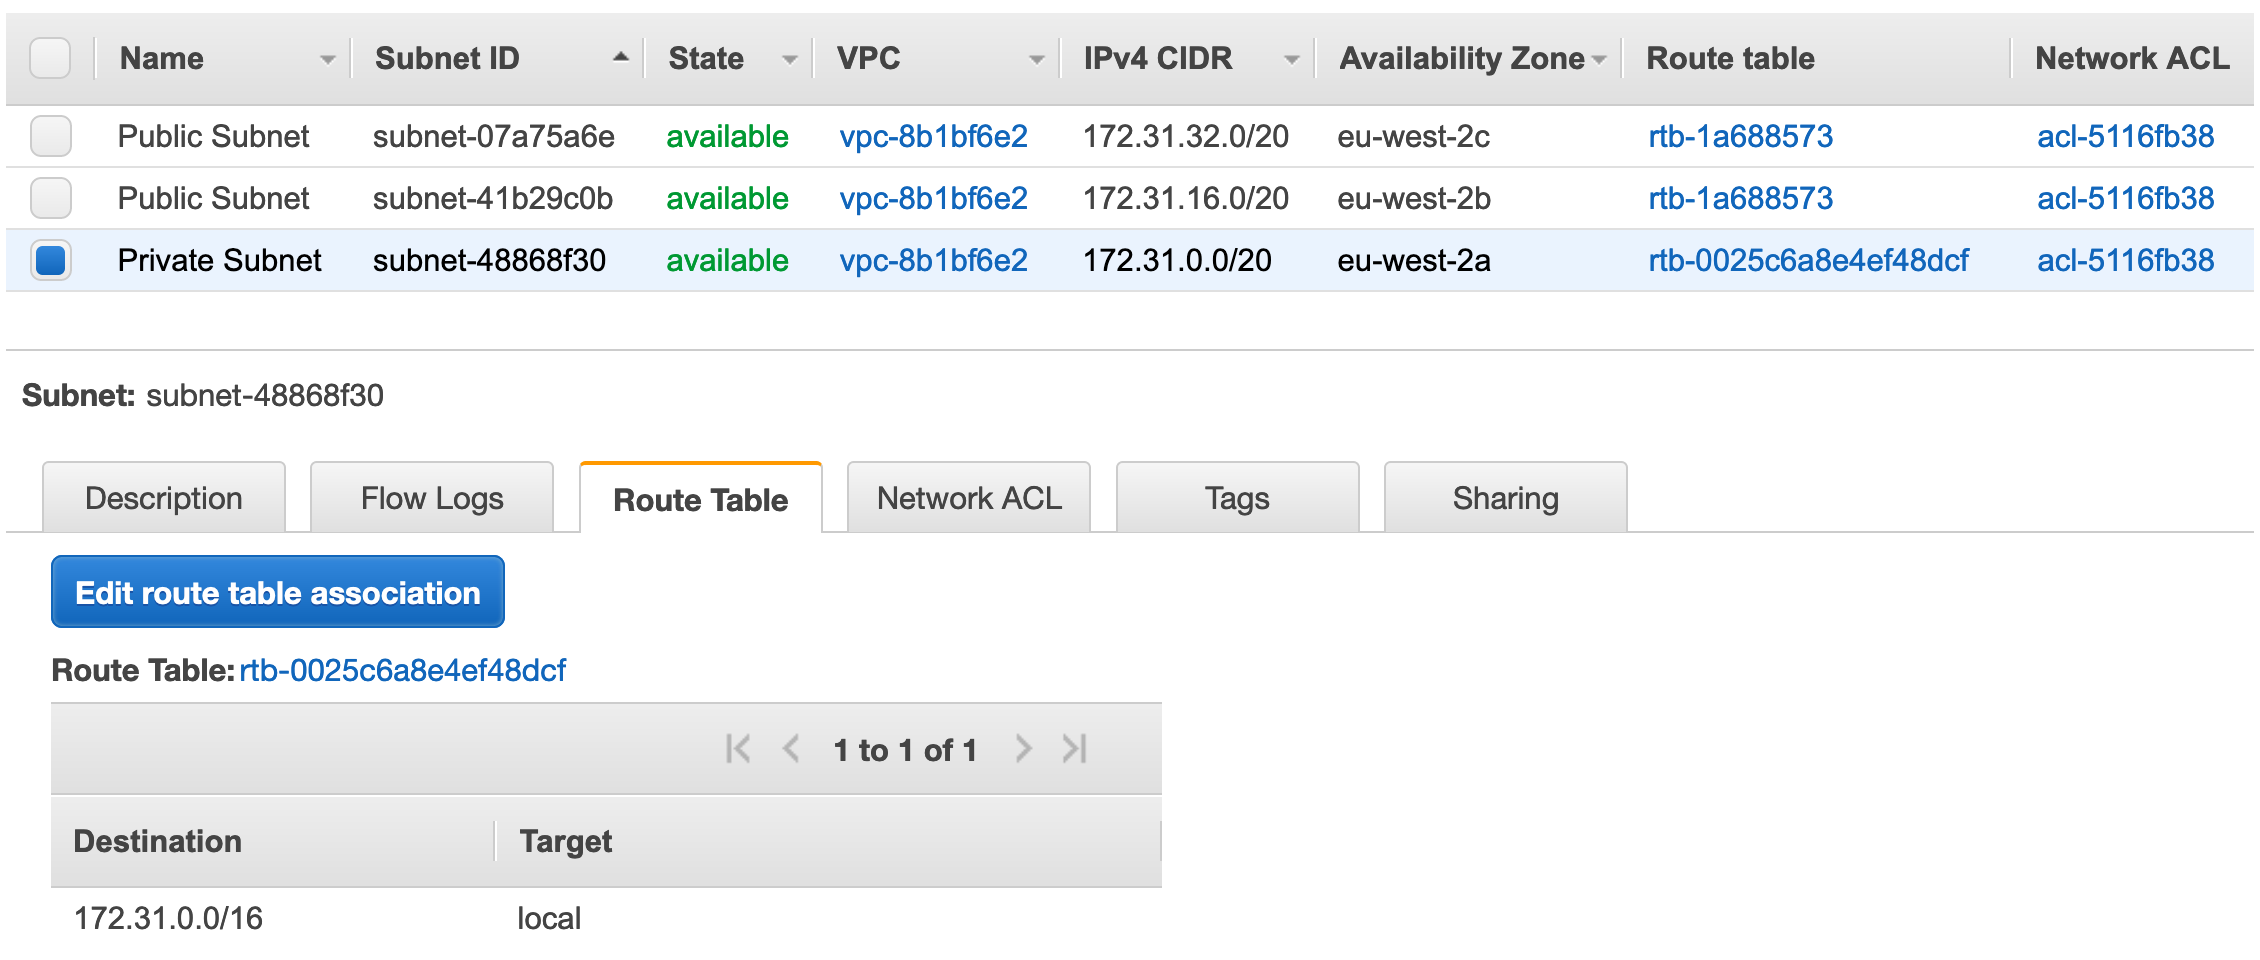 Name Subnet ID State VPC IPv4 CIDR Availability Zone Route table Network ACL
Public Subnet subnet-07a75a6e available vpc-8b1bf6e2 172.31.32.0/20 eu-west-2c rtb-1a688573 acl-5116fb38
Public Subnet subnet-41b29c0b available vpc-8b1bf6e2 172.31.16.0/20 eu-west-2b rtb-1a688573 acl-5116fb38
Private Subnet subnet-48868f30 available vpc-8b1bf6e2 172.31.0.0/20 eu-west-2a rtb-0025c6a8e4ef48dcf acl-5116fb38
Subnet: subnet-48868f30
Description Flow Logs Route Table Network ACL Tags Sharing
Edit route table association
Route Table: rtb-0025c6a8e4ef48dcf
1 to 1 of 1
Destination Target
172.31.0.0/16 local